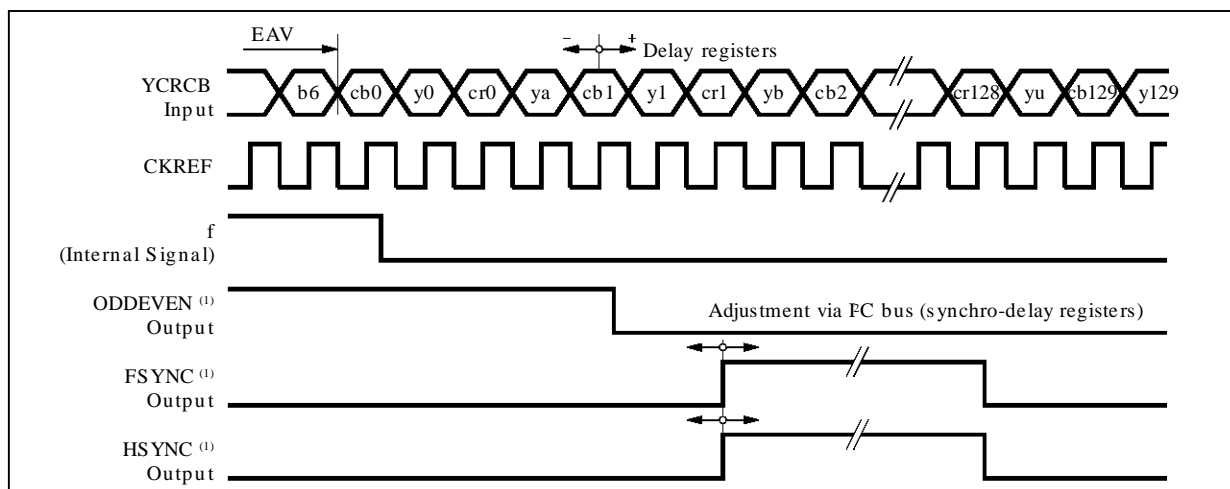 EAV
– + Delay registers
YCRCB
Input
b6 cb0 y0 cr0 ya cb1 y1 cr1 yb cb2 cr128 yu cb129 y129
CKREF
f
(Internal Signal)
ODDEVEN (1)
Output
Adjustment via I²C bus (synchro-delay registers)
FSYNC (1)
Output
HSYNC (1)
Output